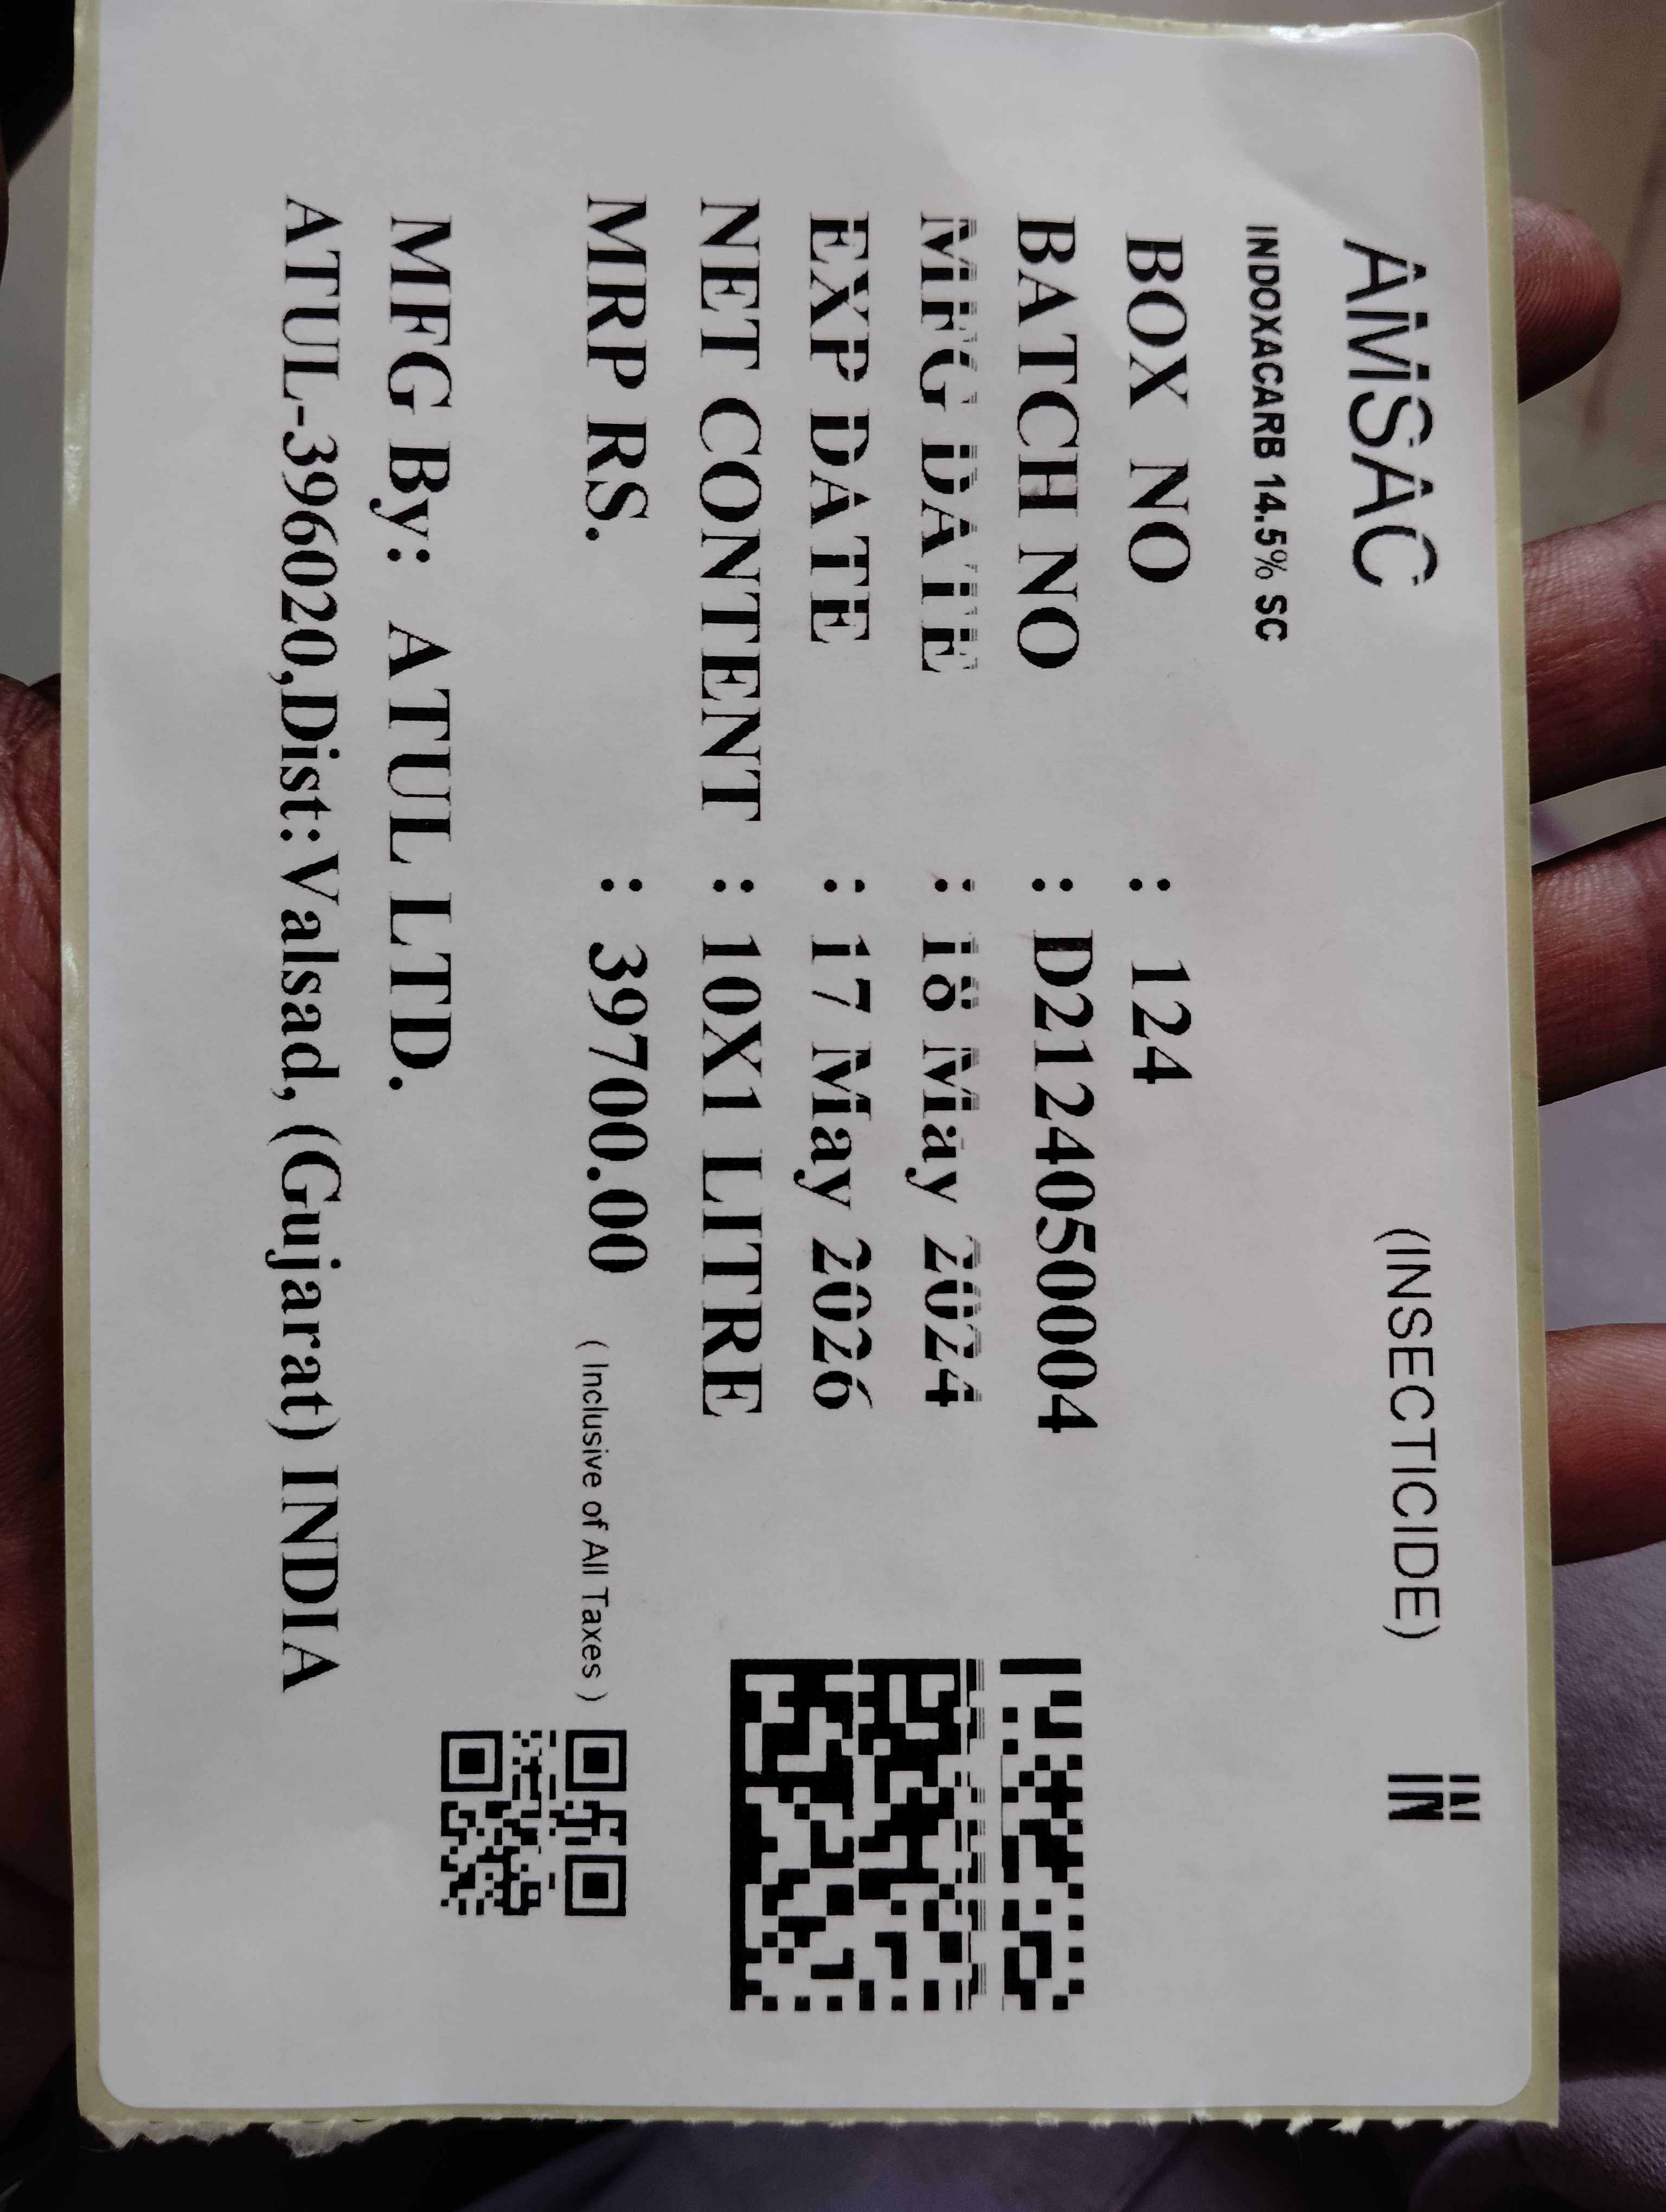 AMSAC (INSECTICIDE) IN
INDOXACARB 14.5% SC
BOX NO : 124
BATCH NO : D2124050004
MFG DATE : 18 May 2024
EXP DATE : 17 May 2026
NET CONTENT : 10X1 LITRE
MRP RS. : 39700.00 ( Inclusive of All Taxes )
MFG By: ATUL LTD.
ATUL-396020,Dist:Valsad, (Gujarat) INDIA